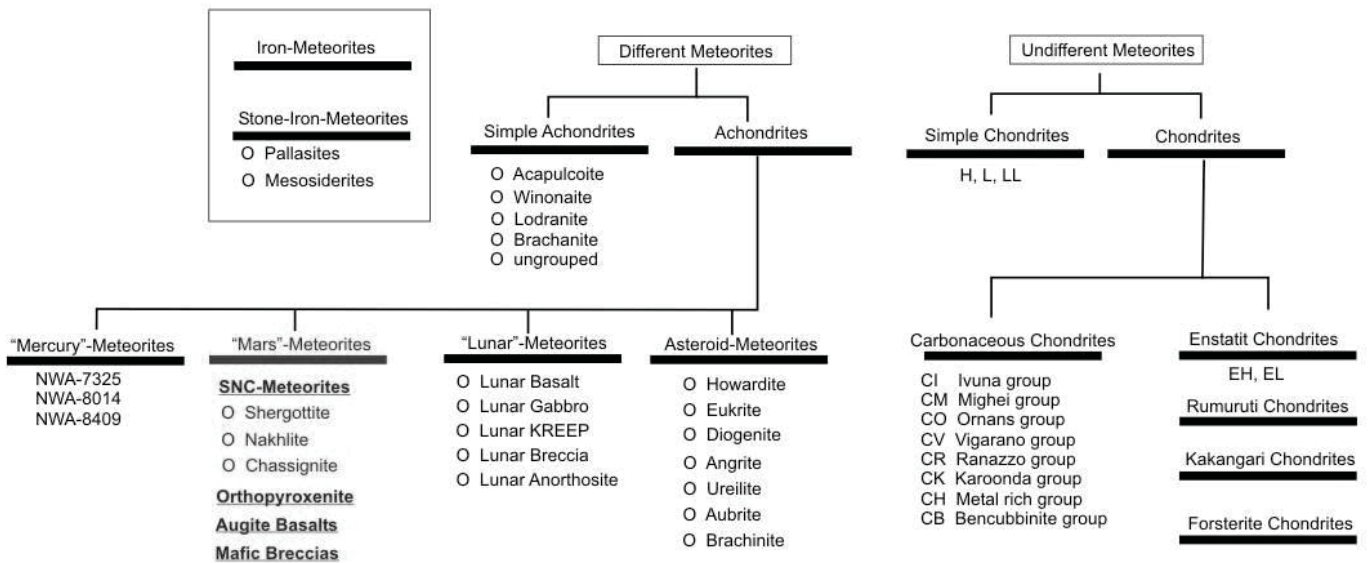 Iron-Meteorites
Stone-Iron-Meteorites
O Pallasites
O Mesosiderites
Different Meteorites
Simple Achondrites
O Acapulcoite
O Winonaite
O Lodranite
O Brachanite
O ungrouped
Achondrites
"Mercury"-Meteorites
NWA-7325
NWA-8014
NWA-8409
"Mars"-Meteorites
SNC-Meteorites
O Shergottite
O Nakhlite
O Chassignite
Orthopyroxenite
Augite Basalts
Mafic Breccias
"Lunar"-Meteorites
O Lunar Basalt
O Lunar Gabbro
O Lunar KREEP
O Lunar Breccia
O Lunar Anorthosite
Asteroid-Meteorites
O Howardite
O Eukrite
O Diogenite
O Angrite
O Ureilite
O Aubrite
O Brachinite
Undifferent Meteorites
Simple Chondrites
H, L, LL
Chondrites
Carbonaceous Chondrites
CI Ivuna group
CM Mighei group
CO Ornans group
CV Vigarano group
CR Ranazzo group
CK Karoonda group
CH Metal rich group
CB Bencubbinite group
Enstatit Chondrites
EH, EL
Rumuruti Chondrites
Kakangari Chondrites
Forsterite Chondrites